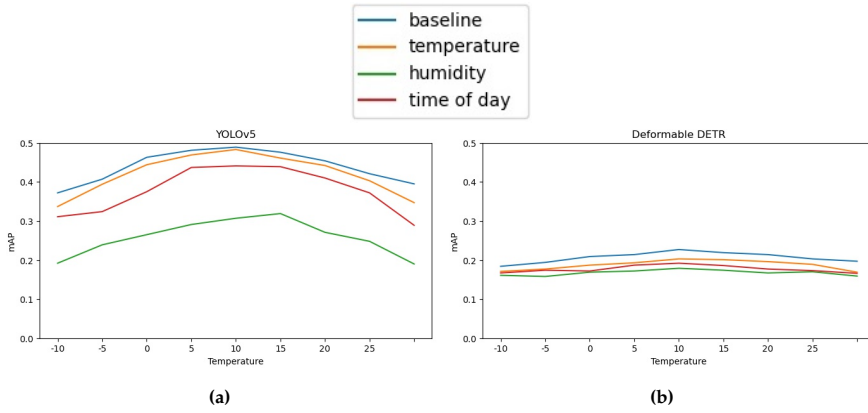 baseline
temperature
humidity
time of day
YOLOv5
0.5
0.4
0.3
0.2
0.1
0.0
mAP
-10 -5 0 5 10 15 20 25
Temperature
(a)
Deformable DETR
0.5
0.4
0.3
0.2
0.1
0.0
mAP
-10 -5 0 5 10 15 20 25
Temperature
(b)